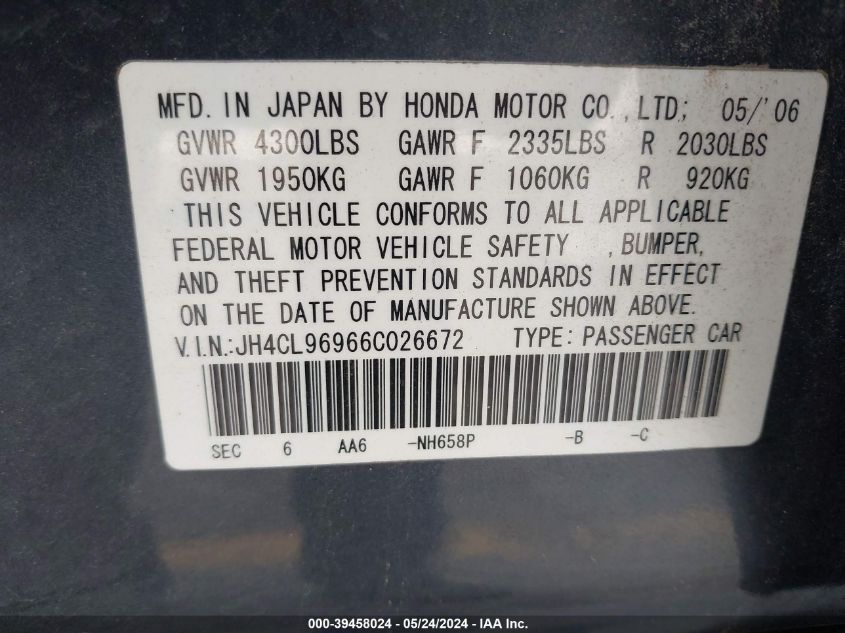 MFD. IN JAPAN BY HONDA MOTOR CO.,LTD; 05/'06
GVWR 4300LBS GAWR F 2335LBS R 2030LBS
GVWR 1950KG GAWR F 1060KG R 920KG
THIS VEHICLE CONFORMS TO ALL APPLICABLE
FEDERAL MOTOR VEHICLE SAFETY , BUMPER,
AND THEFT PREVENTION STANDARDS IN EFFECT
ON THE DATE OF MANUFACTURE SHOWN ABOVE.
V.I.N.:JH4CL96966C026672 TYPE: PASSENGER CAR
SEC 6 AA6 -NH658P -B -C
000-39458024 — 05/24/2024 — IAA Inc.